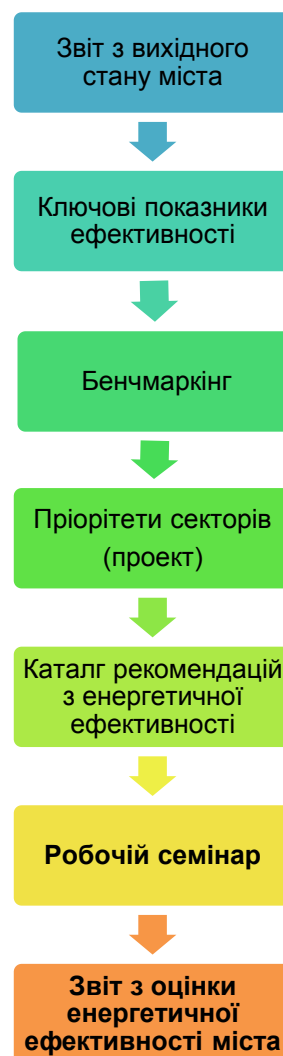 Звіт з вихідного
стану міста
Ключові показники
ефективності
Бенчмаркінг
Пріорітети секторів
(проект)
Каталг рекомендацій
з енергетичної
ефективності
Робочій семінар
Звіт з оцінки
енергетичної
ефективності міста